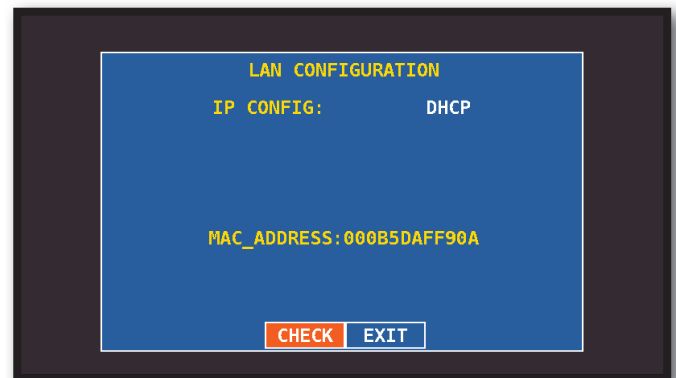 LAN CONFIGURATION
IP CONFIG: DHCP
MAC_ADDRESS:000B5DAFF90A
CHECK EXIT